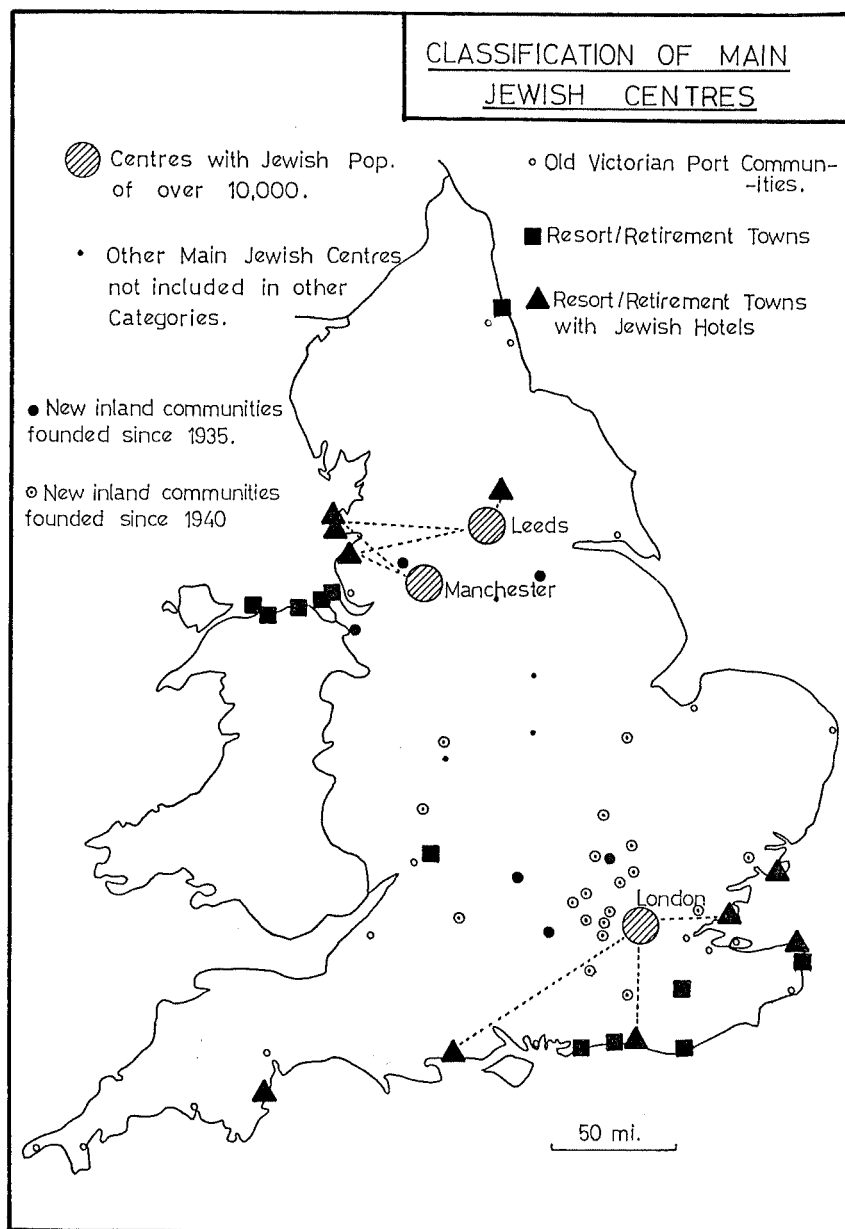 CLASSIFICATION OF MAIN
JEWISH CENTRES
Centres with Jewish Pop.
of over 10,000.
Old Victorian Port Commun-
-ities.
Other Main Jewish Centres
not included in other
Categories.
Resort/Retirement Towns
Resort/Retirement Towns
with Jewish Hotels
New inland communities
founded since 1935.
New inland communities
founded since 1940
Leeds
Manchester
London
50 mi.